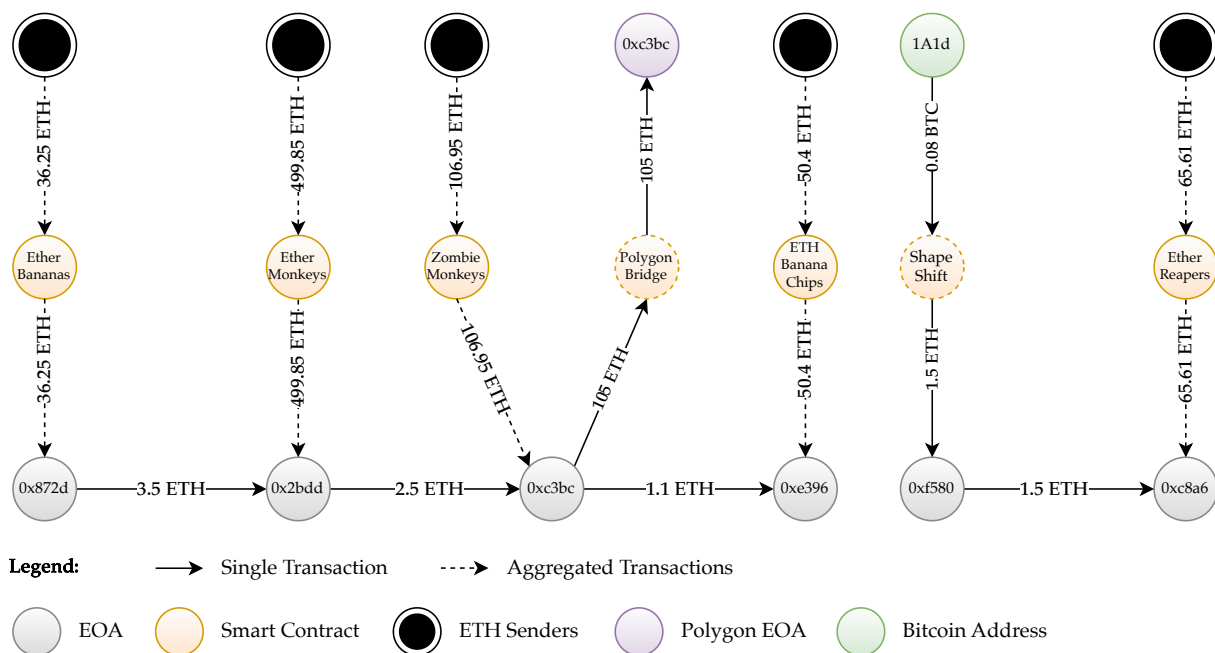 0xc3bc
1A1d
36.25 ETH
499.85 ETH
106.95 ETH
105 ETH
50.4 ETH
0.08 BTC
65.61 ETH
Ether
Bananas
Ether
Monkeys
Zombie
Monkeys
Polygon
Bridge
ETH
Banana
Chips
Shape
Shift
Ether
Reapers
36.25 ETH
499.85 ETH
106.95 ETH
105 ETH
50.4 ETH
1.5 ETH
65.61 ETH
0x872d
3.5 ETH
0x2bdd
2.5 ETH
0xc3bc
1.1 ETH
0xe396
0xf580
1.5 ETH
0xc8a6
Legend:
Single Transaction
Aggregated Transactions
EOA
Smart Contract
ETH Senders
Polygon EOA
Bitcoin Address